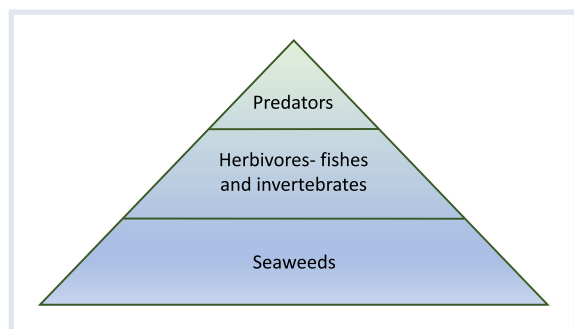 Predators
Herbivores- fishes
and invertebrates
Seaweeds